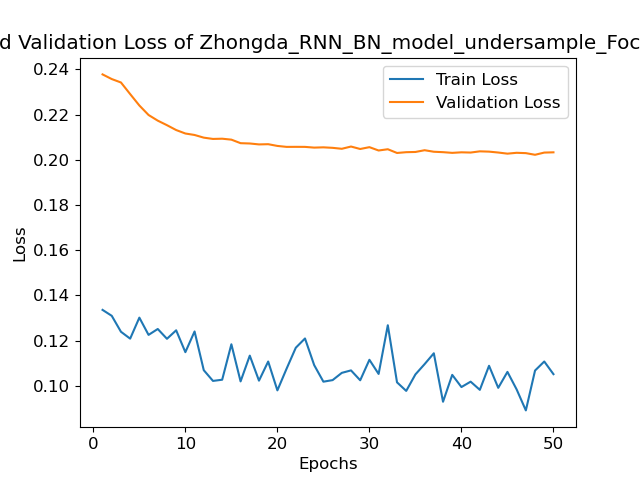 d Validation Loss of Zhongda_RNN_BN_model_undersample_Foc
0.24
0.22
0.20
0.18
0.16
0.14
0.12
0.10
Loss
Train Loss
Validation Loss
0 10 20 30 40 50
Epochs